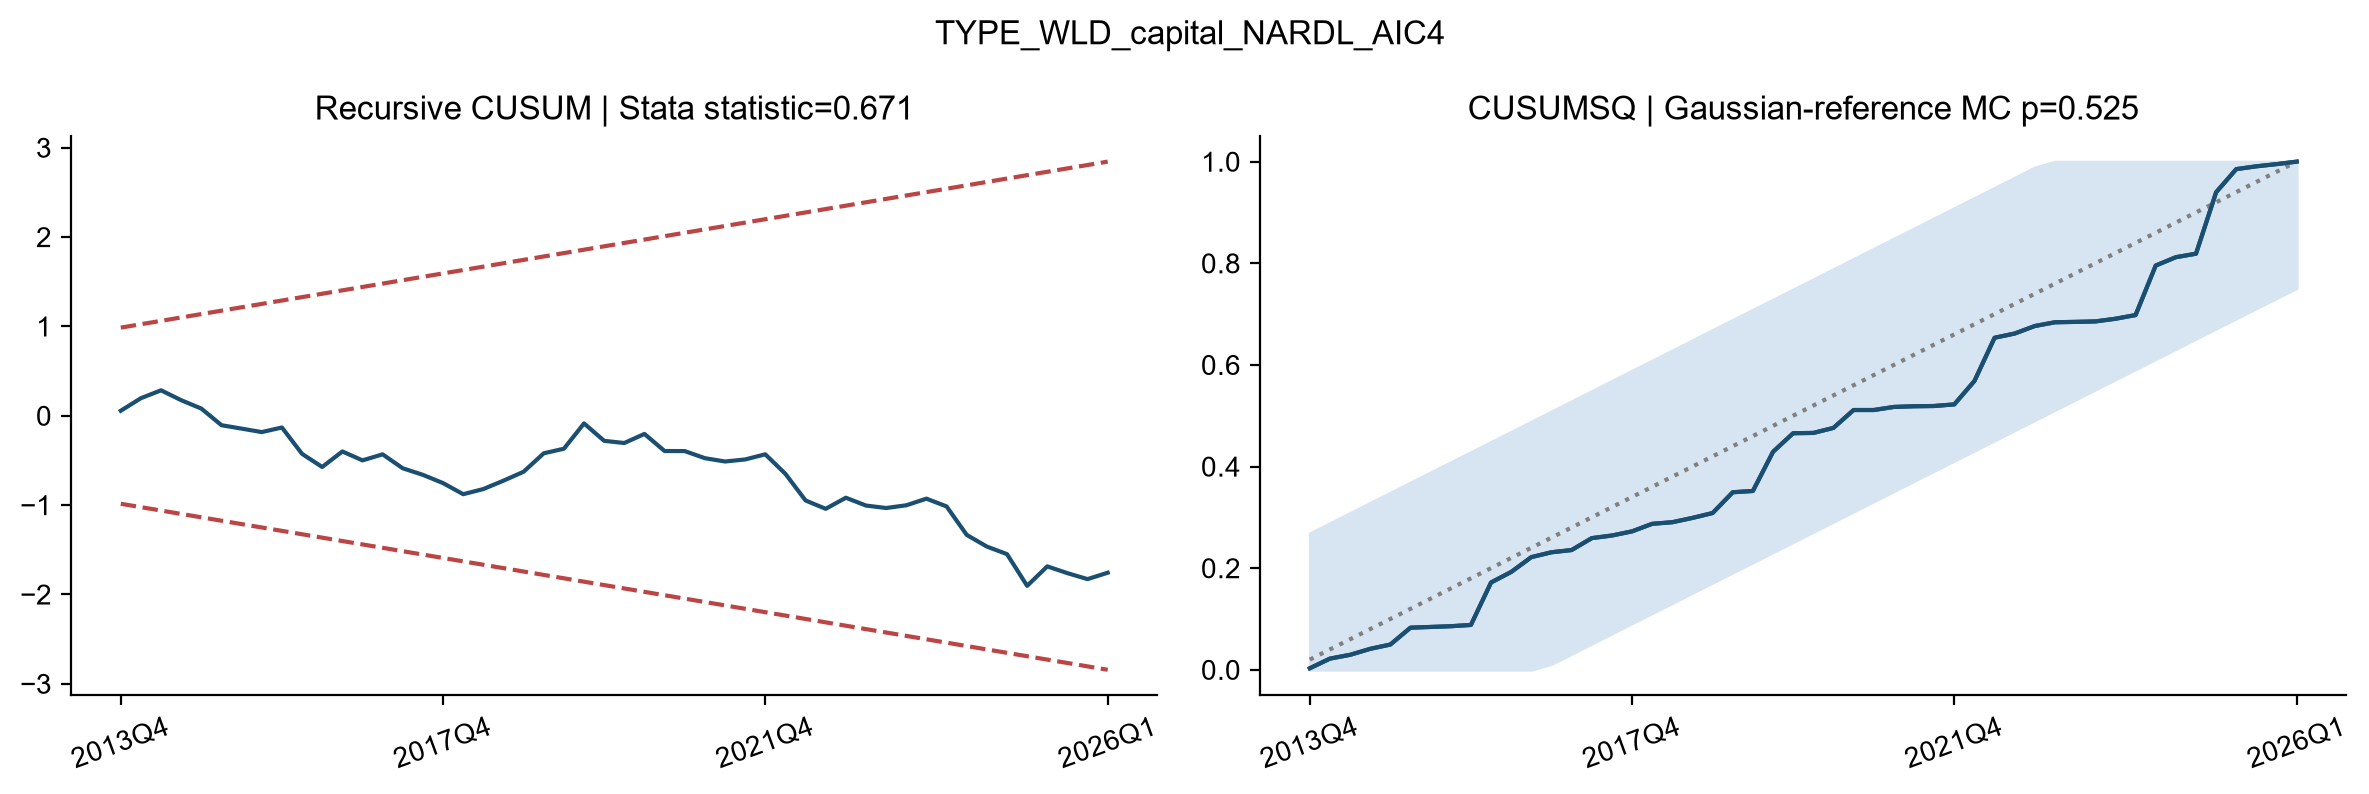 TYPE_WLD_capital_NARDL_AIC4
Recursive CUSUM | Stata statistic=0.671
3
2
1
0
−1
−2
−3
2013Q4
2017Q4
2021Q4
2026Q1
CUSUMSQ | Gaussian-reference MC p=0.525
1.0
0.8
0.6
0.4
0.2
0.0
2013Q4
2017Q4
2021Q4
2026Q1